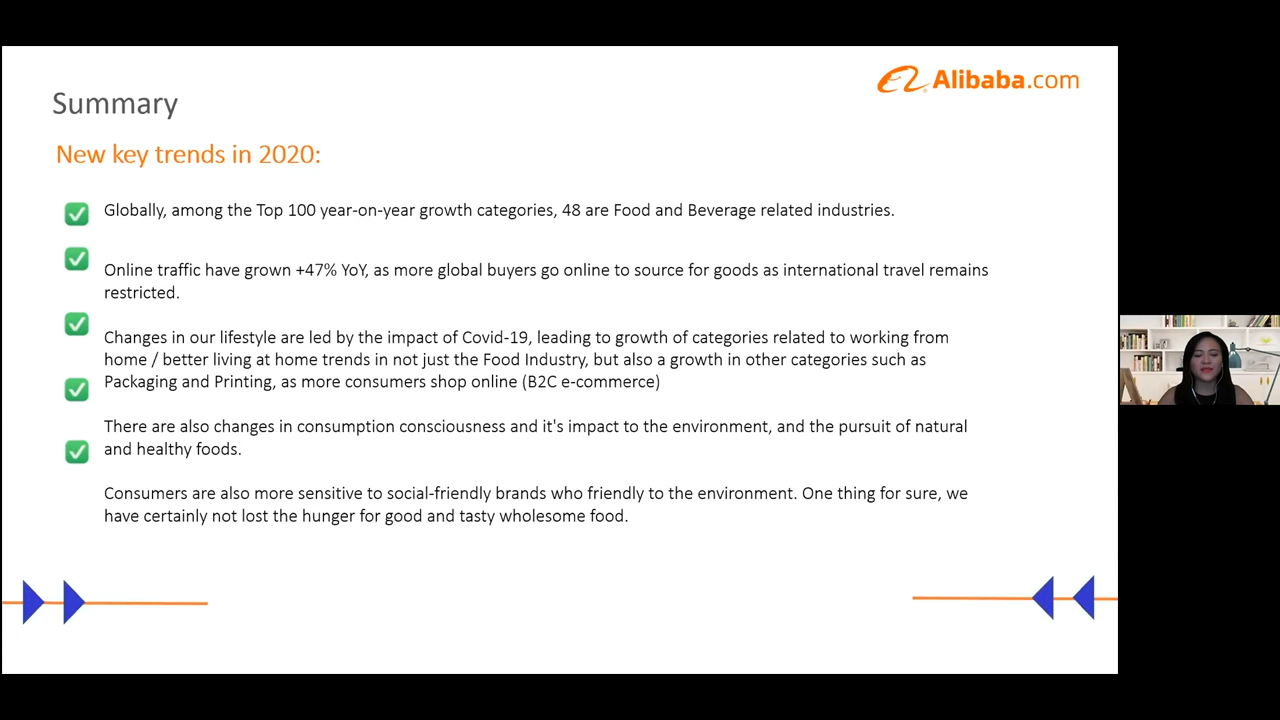 Alibaba.com
Summary
New key trends in 2020:
Globally, among the Top 100 year-on-year growth categories, 48 are Food and Beverage related industries.
Online traffic have grown +47% YoY, as more global buyers go online to source for goods as international travel remains
restricted.
Changes in our lifestyle are led by the impact of Covid-19, leading to growth of categories related to working from
home / better living at home trends in not just the Food Industry, but also a growth in other categories such as
Packaging and Printing, as more consumers shop online (B2C e-commerce)
There are also changes in consumption consciousness and it's impact to the environment, and the pursuit of natural
and healthy foods.
Consumers are also more sensitive to social-friendly brands who friendly to the environment. One thing for sure, we
have certainly not lost the hunger for good and tasty wholesome food.